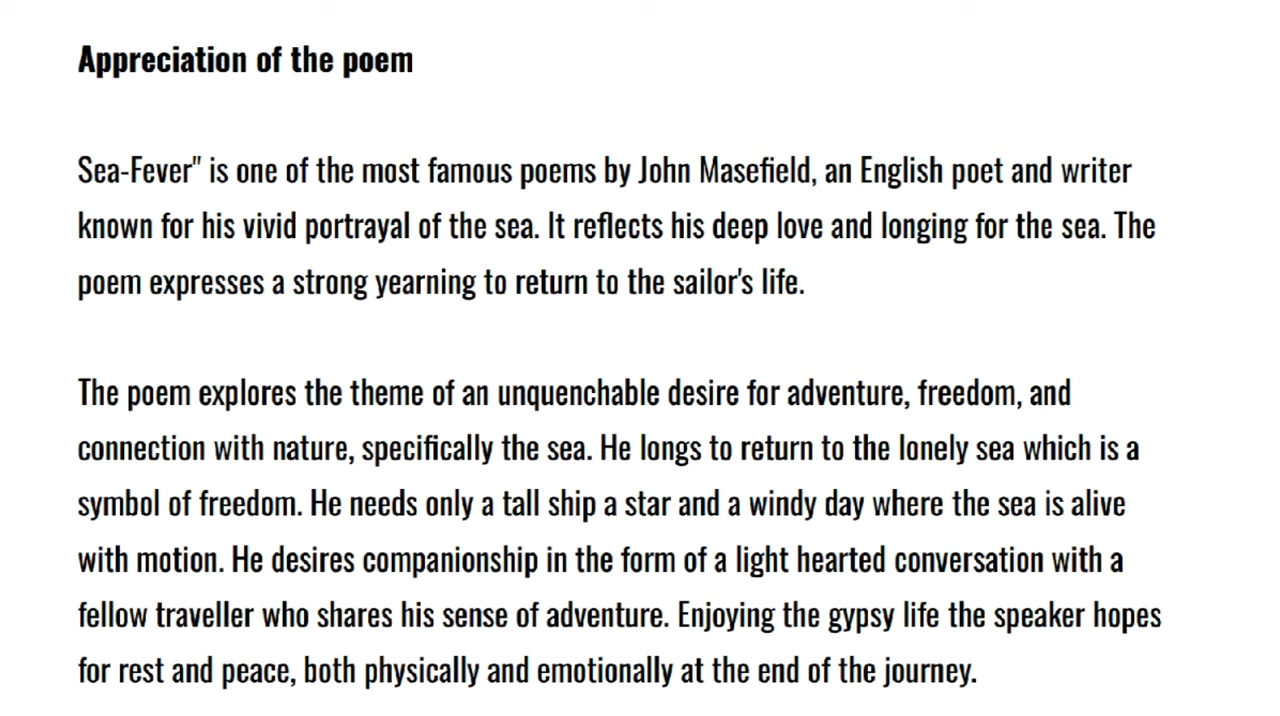 Appreciation of the poem
Sea-Fever" is one of the most famous poems by John Masefield, an English poet and writer
known for his vivid portrayal of the sea. It reflects his deep love and longing for the sea. The
poem expresses a strong yearning to return to the sailor's life.
The poem explores the theme of an unquenchable desire for adventure, freedom, and
connection with nature, specifically the sea. He longs to return to the lonely sea which is a
symbol of freedom. He needs only a tall ship a star and a windy day where the sea is alive
with motion. He desires companionship in the form of a light hearted conversation with a
fellow traveller who shares his sense of adventure. Enjoying the gypsy life the speaker hopes
for rest and peace, both physically and emotionally at the end of the journey.